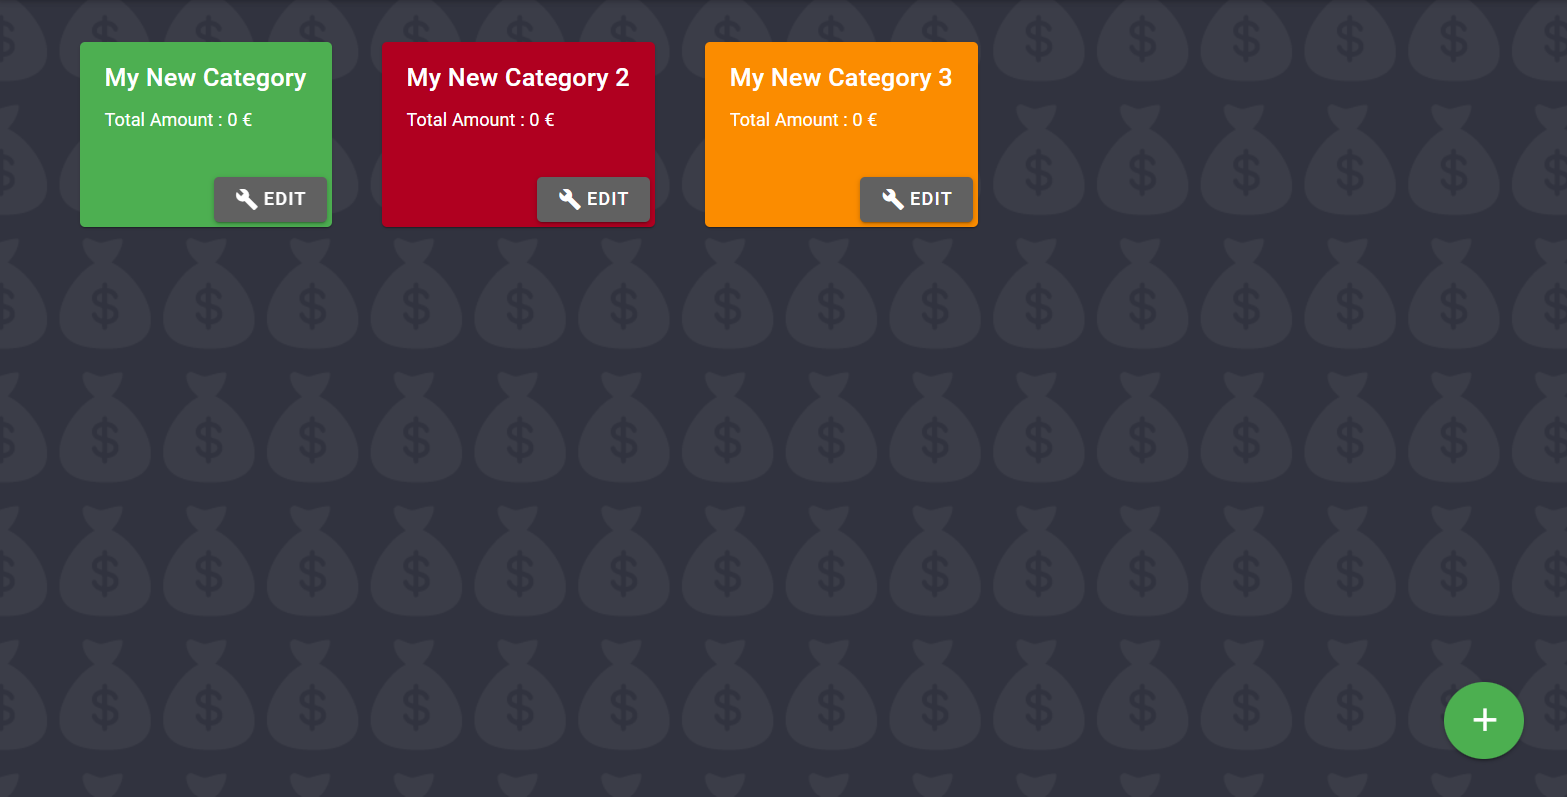 My New Category
Total Amount : 0 €
EDIT
My New Category 2
Total Amount : 0 €
EDIT
My New Category 3
Total Amount : 0 €
EDIT
+